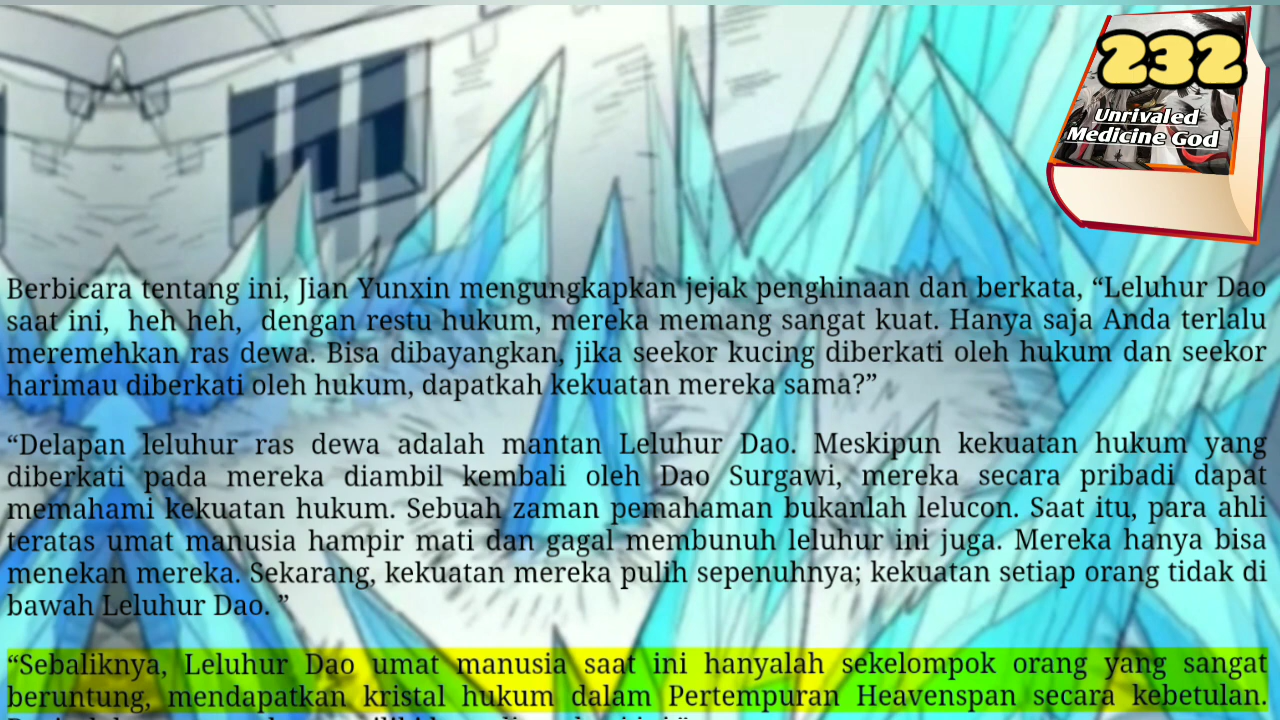 232
Unrivaled
Medicine God
Berbicara tentang ini, Jian Yunxin mengungkapkan jejak penghinaan dan berkata, “Leluhur Dao
saat ini,  heh heh,  dengan restu hukum, mereka memang sangat kuat. Hanya saja Anda terlalu
meremehkan ras dewa. Bisa dibayangkan, jika seekor kucing diberkati oleh hukum dan seekor
harimau diberkati oleh hukum, dapatkah kekuatan mereka sama?”
“Delapan leluhur ras dewa adalah mantan Leluhur Dao. Meskipun kekuatan hukum yang
diberkati pada mereka diambil kembali oleh Dao Surgawi, mereka secara pribadi dapat
memahami kekuatan hukum. Sebuah zaman pemahaman bukanlah lelucon. Saat itu, para ahli
teratas umat manusia hampir mati dan gagal membunuh leluhur ini juga. Mereka hanya bisa
menekan mereka. Sekarang, kekuatan mereka pulih sepenuhnya; kekuatan setiap orang tidak di
bawah Leluhur Dao. ”
“Sebaliknya, Leluhur Dao umat manusia saat ini hanyalah sekelompok orang yang sangat
beruntung, mendapatkan kristal hukum dalam Pertempuran Heavenspan secara kebetulan.